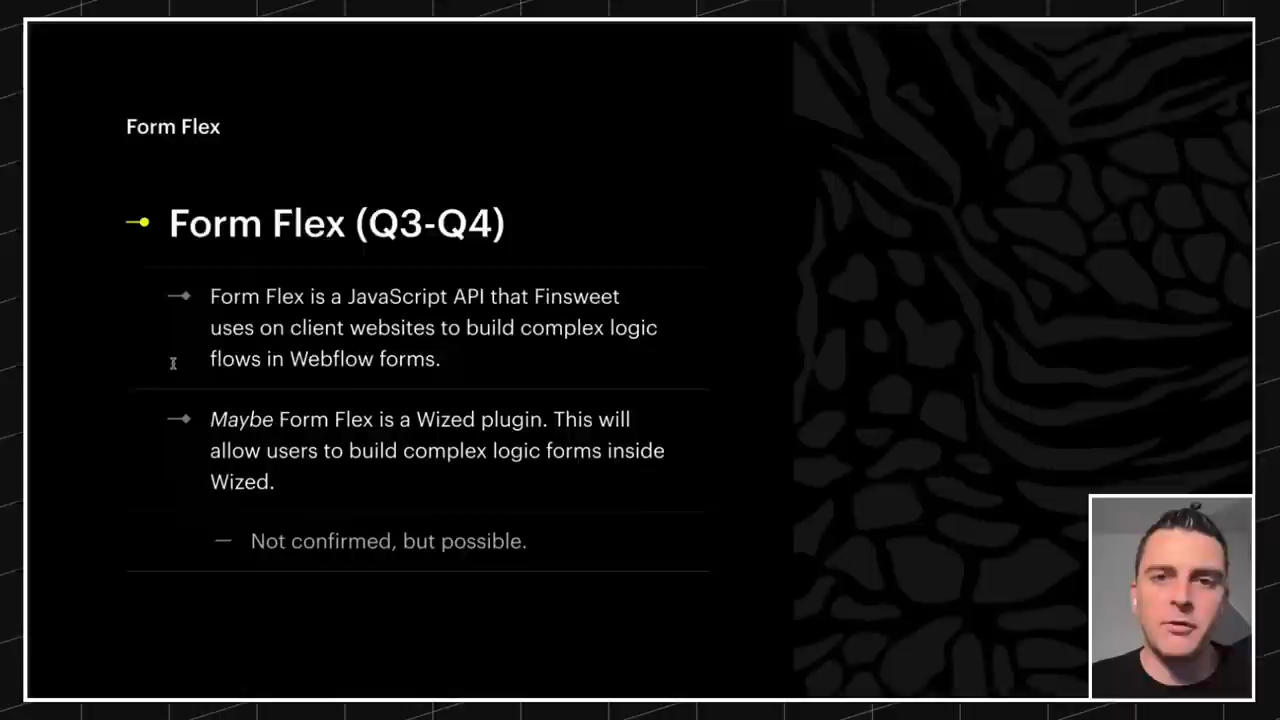 Form Flex
Form Flex (Q3-Q4)
Form Flex is a JavaScript API that Finsweet
uses on client websites to build complex logic
flows in Webflow forms.
Maybe Form Flex is a Wized plugin. This will
allow users to build complex logic forms inside
Wized.
— Not confirmed, but possible.